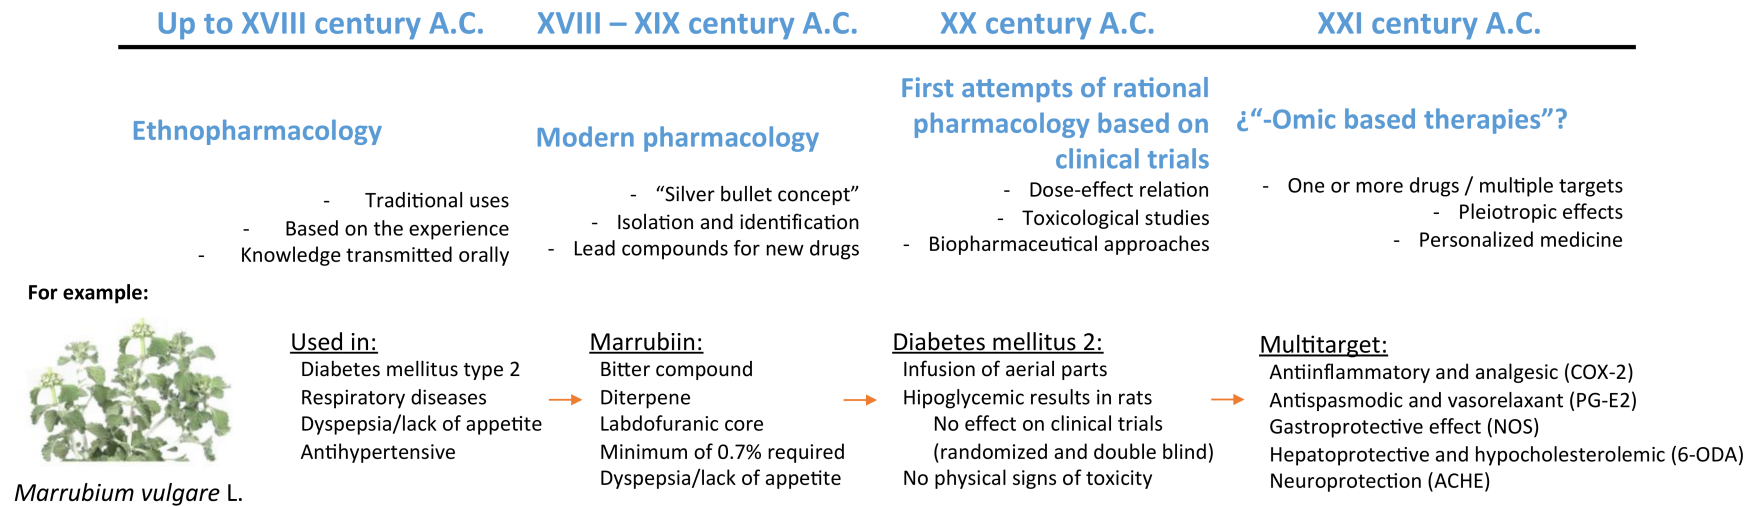 Up to XVIII century A.C.
XVIII – XIX century A.C.
XX century A.C.
XXI century A.C.
Ethnopharmacology
- Traditional uses
- Based on the experience
- Knowledge transmitted orally
Modern pharmacology
- “Silver bullet concept”
- Isolation and identification
- Lead compounds for new drugs
First attempts of rational
pharmacology based on
clinical trials
- Dose-effect relation
- Toxicological studies
- Biopharmaceutical approaches
¿“-Omic based therapies”?
- One or more drugs / multiple targets
- Pleiotropic effects
- Personalized medicine
For example:
Marrubium vulgare L.
Used in:
Diabetes mellitus type 2
Respiratory diseases
Dyspepsia/lack of appetite
Antihypertensive
Marrubiin:
Bitter compound
Diterpene
Labdofuranic core
Minimum of 0.7% required
Dyspepsia/lack of appetite
Diabetes mellitus 2:
Infusion of aerial parts
Hipoglycemic results in rats
No effect on clinical trials
(randomized and double blind)
No physical signs of toxicity
Multitarget:
Antiinflammatory and analgesic (COX-2)
Antispasmodic and vasorelaxant (PG-E2)
Gastroprotective effect (NOS)
Hepatoprotective and hypocholesterolemic (6-ODA)
Neuroprotection (ACHE)